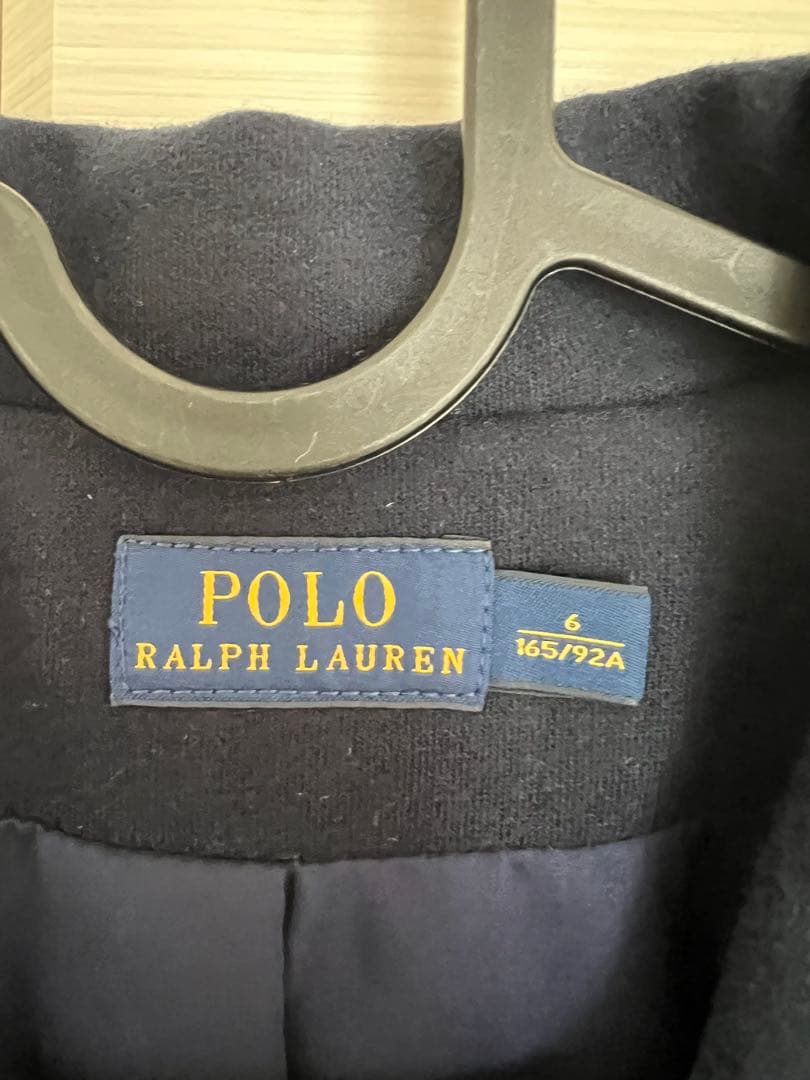 POLO
RALPH LAUREN
6
165/92A